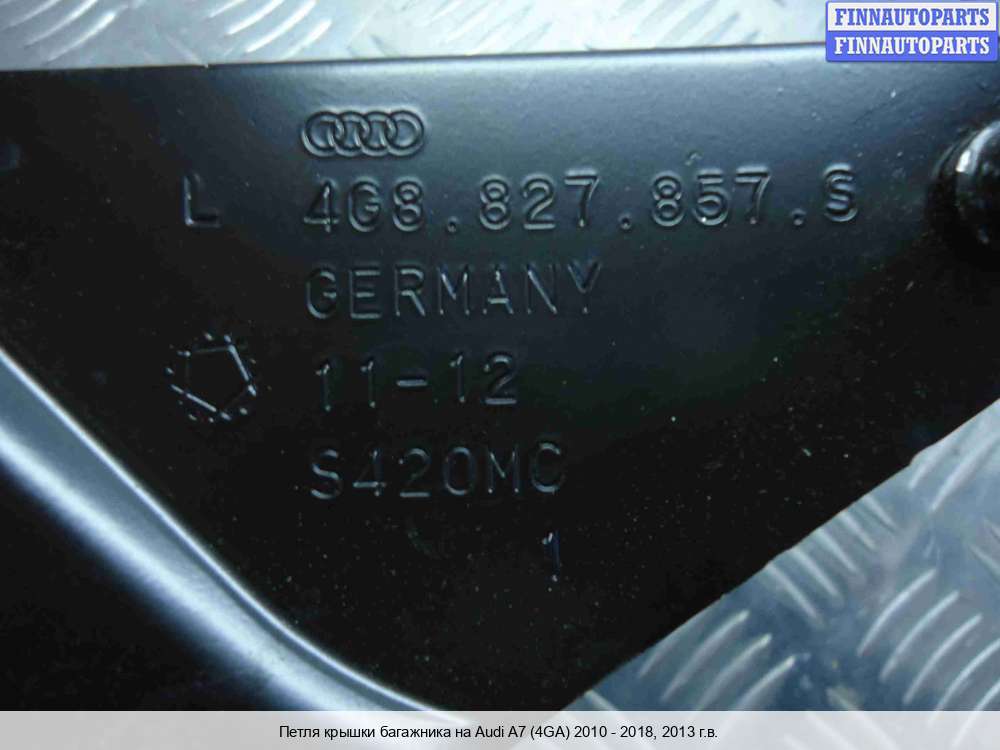 FINNAUTOPARTS
FINNAUTOPARTS
L 4G8.827.857.S
GERMANY
11-12
S420MC
1
Петля крышки багажника на Audi A7 (4GA) 2010 - 2018, 2013 г.в.